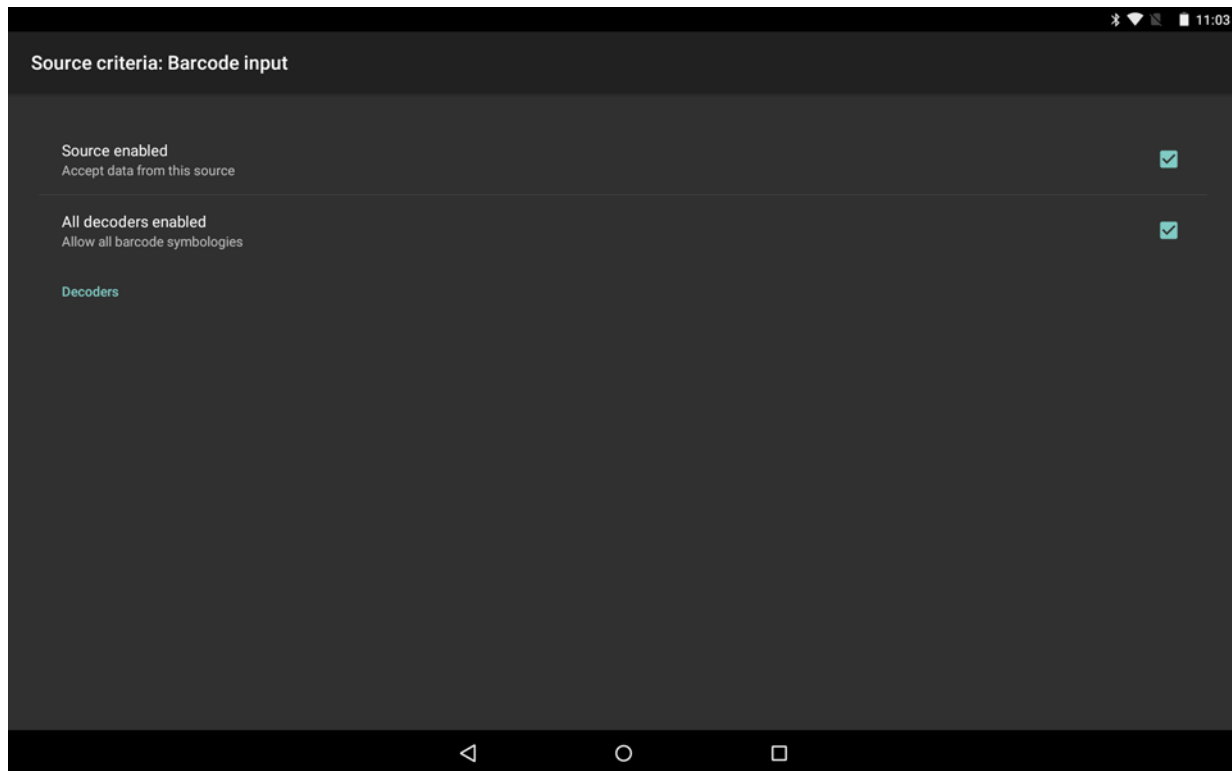 11:03
Source criteria: Barcode input
Source enabled
Accept data from this source
All decoders enabled
Allow all barcode symbologies
Decoders